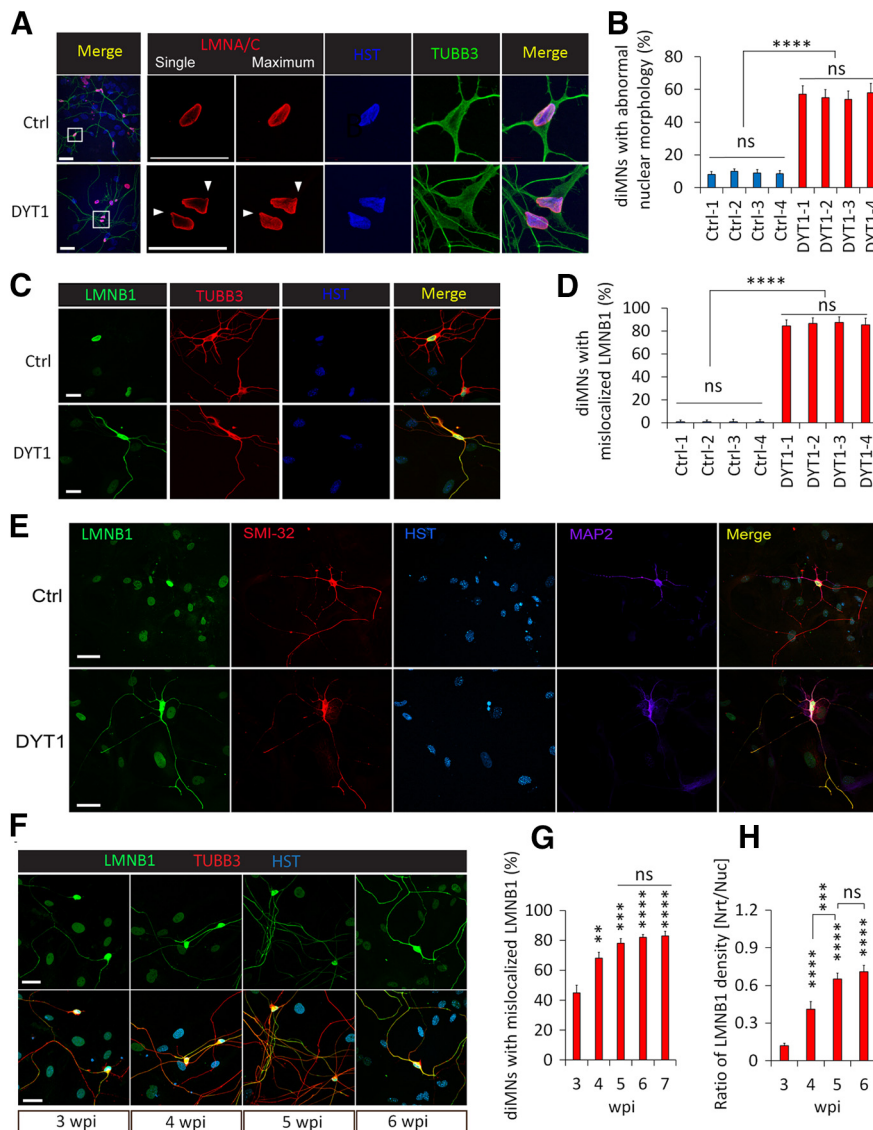 A
Merge
LMNA/C
Single
Maximum
HST
TUBB3
Merge
Ctrl
DYT1
B
diMNs with abnormal
nuclear morphology (%)
80
60
40
20
0
****
ns
ns
Ctrl-1
Ctrl-2
Ctrl-3
Ctrl-4
DYT1-1
DYT1-2
DYT1-3
DYT1-4
C
LMNB1
TUBB3
HST
Merge
Ctrl
DYT1
D
diMNs with
mislocalized LMNB1 (%)
100
80
60
40
20
0
****
ns
ns
Ctrl-1
Ctrl-2
Ctrl-3
Ctrl-4
DYT1-1
DYT1-2
DYT1-3
DYT1-4
E
LMNB1
SMI-32
HST
MAP2
Merge
Ctrl
DYT1
F
LMNB1 TUBB3 HST
3 wpi
4 wpi
5 wpi
6 wpi
G
diMNs with mislocalized LMNB1 (%)
100
80
60
40
20
0
ns
**
***
****
****
3 4 5 6 7
wpi
H
Ratio of LMNB1 density [Nrt/Nuc]
1.2
0.9
0.6
0.3
0
***
ns
****
****
****
3 4 5 6
wpi